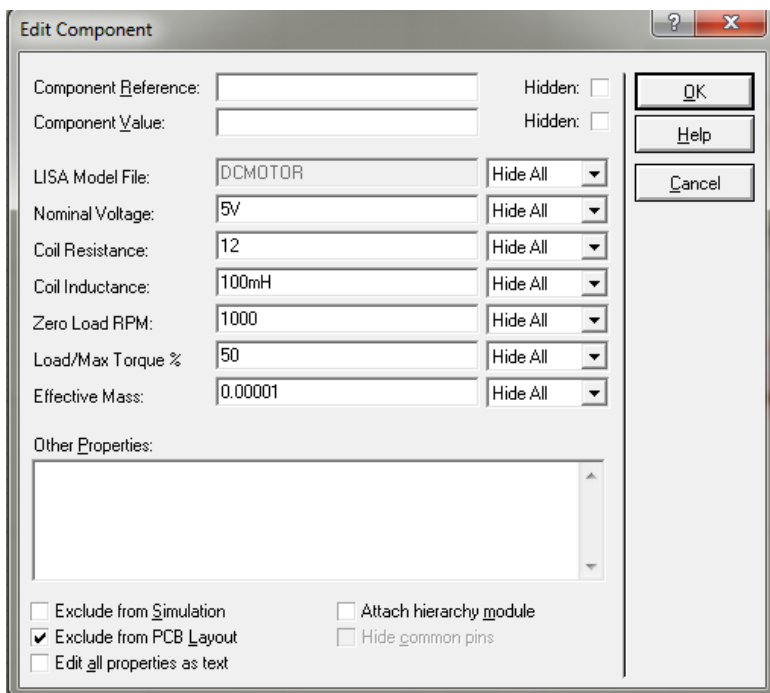 Edit Component
? X
Component Reference: Hidden: OK
Component Value: Hidden: Help
LISA Model File: DCMOTOR Hide All Cancel
Nominal Voltage: 5V Hide All
Coil Resistance: 12 Hide All
Coil Inductance: 100mH Hide All
Zero Load RPM: 1000 Hide All
Load/Max Torque % 50 Hide All
Effective Mass: 0.00001 Hide All
Other Properties:
Exclude from Simulation Attach hierarchy module
Exclude from PCB Layout Hide common pins
Edit all properties as text